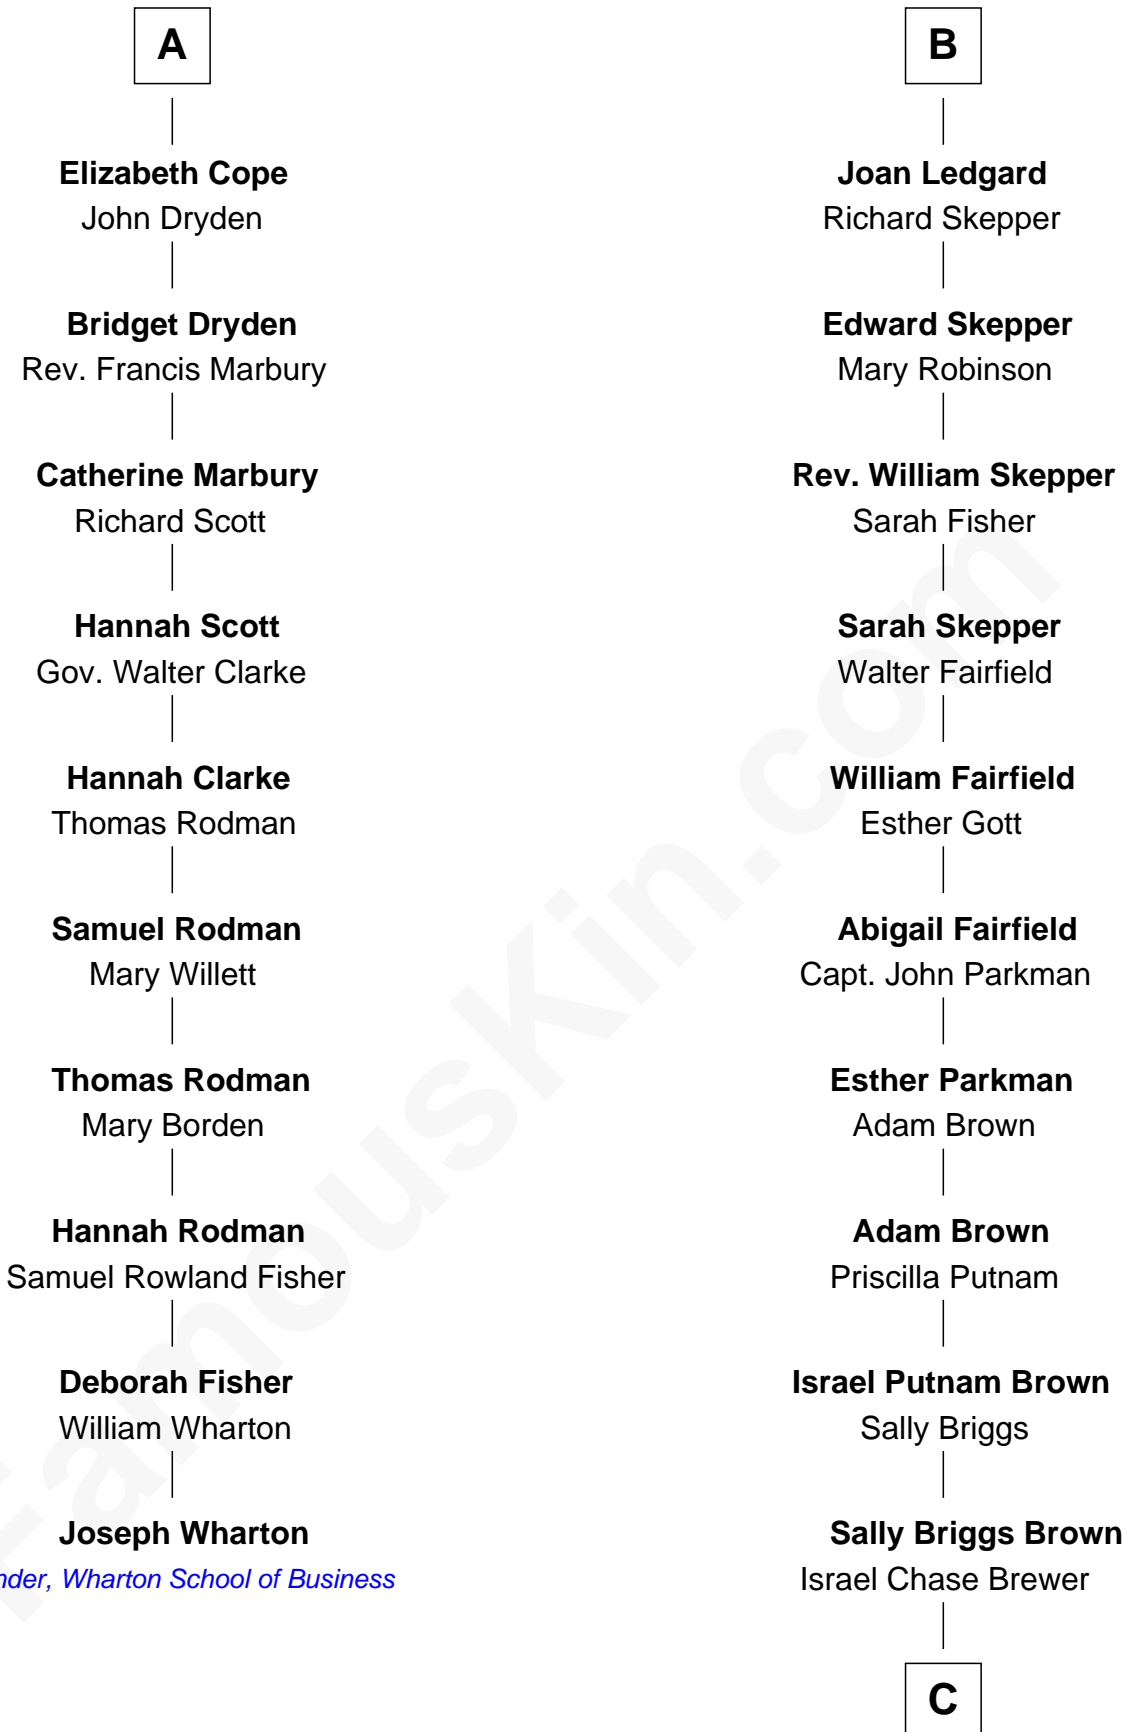 A
Elizabeth Cope
John Dryden
Bridget Dryden
Rev. Francis Marbury
Catherine Marbury
Richard Scott
Hannah Scott
Gov. Walter Clarke
Hannah Clarke
Thomas Rodman
Samuel Rodman
Mary Willett
Thomas Rodman
Mary Borden
Hannah Rodman
Samuel Rowland Fisher
Deborah Fisher
William Wharton
Joseph Wharton
nder, Wharton School of Business
B
Joan Ledgard
Richard Skepper
Edward Skepper
Mary Robinson
Rev. William Skepper
Sarah Fisher
Sarah Skepper
Walter Fairfield
William Fairfield
Esther Gott
Abigail Fairfield
Capt. John Parkman
Esther Parkman
Adam Brown
Adam Brown
Priscilla Putnam
Israel Putnam Brown
Sally Briggs
Sally Briggs Brown
Israel Chase Brewer
C
FamousKin.com